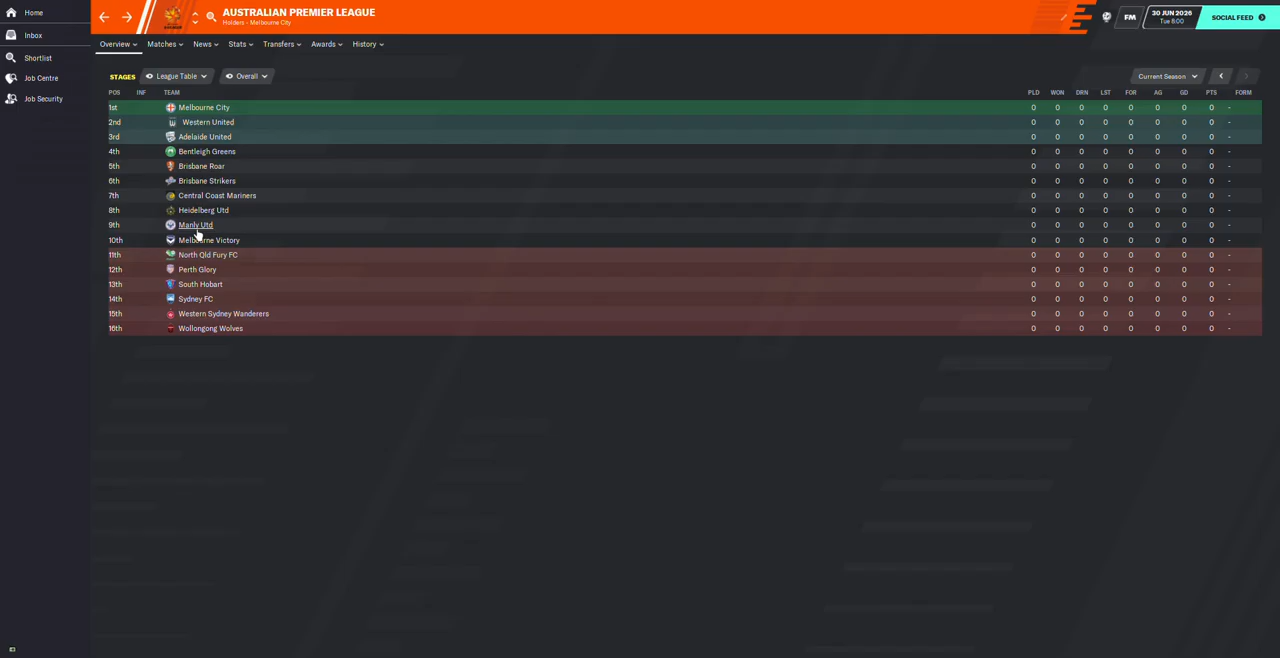 Home
Inbox
Shortlist
Job Centre
Job Security
AUSTRALIAN PREMIER LEAGUE
Holders - Melbourne City
FM
30 JUN 2026
Tue 8:00
SOCIAL FEED
Overview Matches News Stats Transfers Awards History
STAGES League Table Overall Current Season
POS INF TEAM PLD WON DRN LST FOR AG GD PTS FORM
1st Melbourne City 0 0 0 0 0 0 0 0 -
2nd Western United 0 0 0 0 0 0 0 0 -
3rd Adelaide United 0 0 0 0 0 0 0 0 -
4th Bentleigh Greens 0 0 0 0 0 0 0 0 -
5th Brisbane Roar 0 0 0 0 0 0 0 0 -
6th Brisbane Strikers 0 0 0 0 0 0 0 0 -
7th Central Coast Mariners 0 0 0 0 0 0 0 0 -
8th Heidelberg Utd 0 0 0 0 0 0 0 0 -
9th Manly Utd 0 0 0 0 0 0 0 0 -
10th Melbourne Victory 0 0 0 0 0 0 0 0 -
11th North Qld Fury FC 0 0 0 0 0 0 0 0 -
12th Perth Glory 0 0 0 0 0 0 0 0 -
13th South Hobart 0 0 0 0 0 0 0 0 -
14th Sydney FC 0 0 0 0 0 0 0 0 -
15th Western Sydney Wanderers 0 0 0 0 0 0 0 0 -
16th Wollongong Wolves 0 0 0 0 0 0 0 0 -